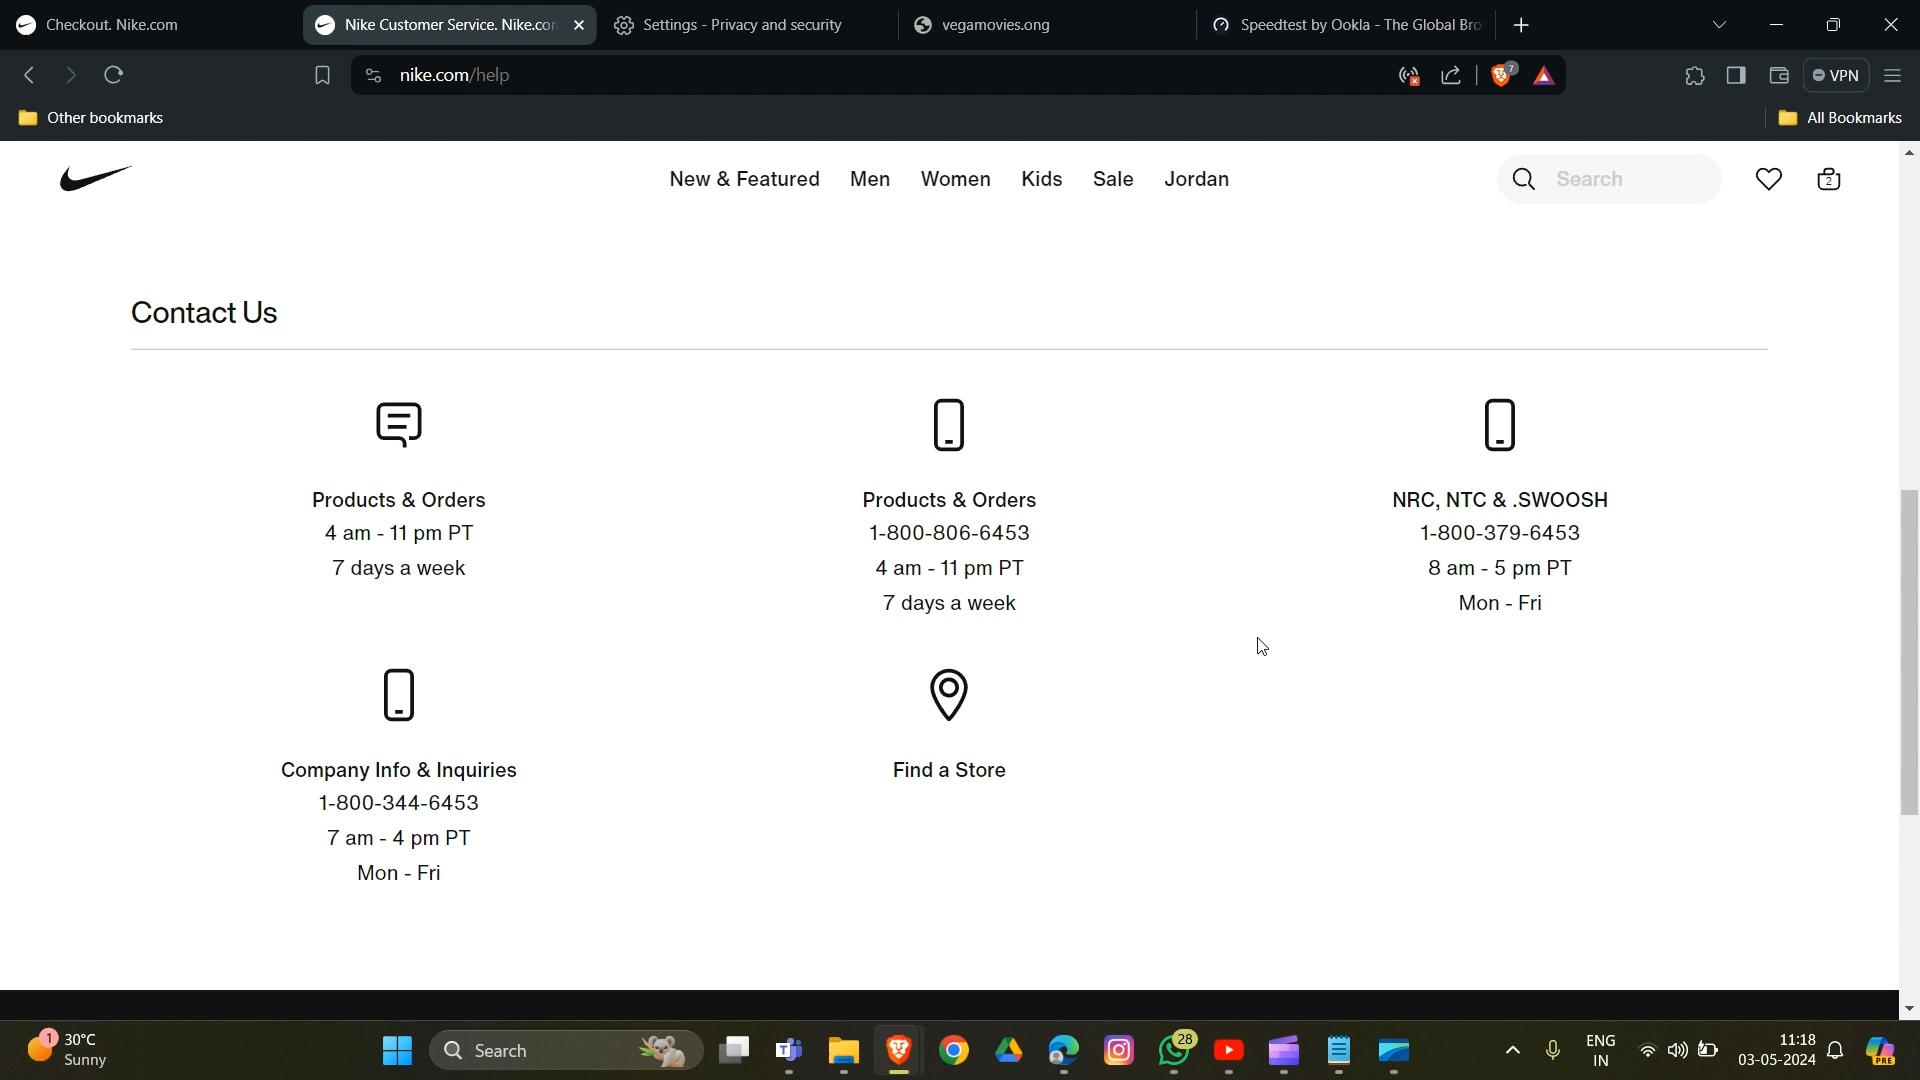 Checkout. Nike.com
Nike Customer Service. Nike.con
Settings - Privacy and security
vegamovies.ong
Speedtest by Ookla - The Global Bro
nike.com/help
7
VPN
Other bookmarks
All Bookmarks
New & Featured Men Women Kids Sale Jordan
Search
2
Contact Us
Products & Orders
4 am - 11 pm PT
7 days a week
Products & Orders
1-800-806-6453
4 am - 11 pm PT
7 days a week
NRC, NTC & .SWOOSH
1-800-379-6453
8 am - 5 pm PT
Mon - Fri
Company Info & Inquiries
1-800-344-6453
7 am - 4 pm PT
Mon - Fri
Find a Store
1
30°C
Sunny
Search
28
ENG
IN
11:18
03-05-2024
PRE